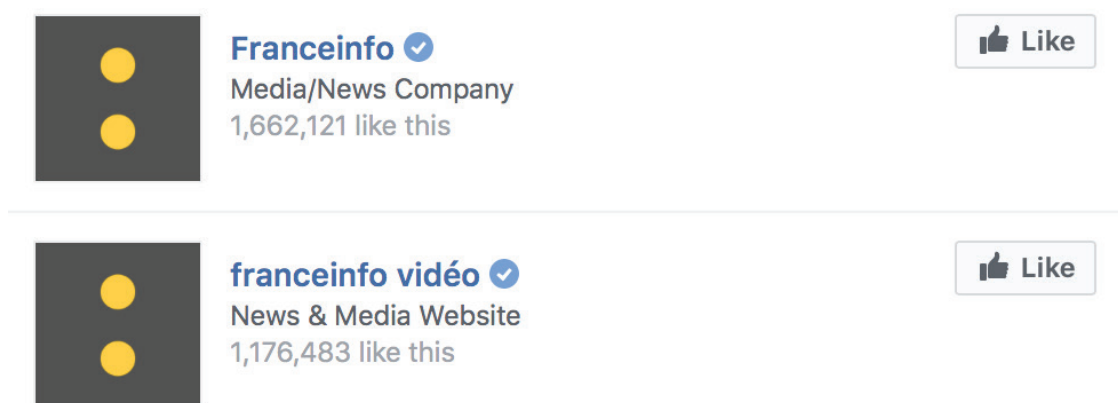 Franceinfo
Like
Media/News Company
1,662,121 like this
franceinfo vidéo
Like
News & Media Website
1,176,483 like this